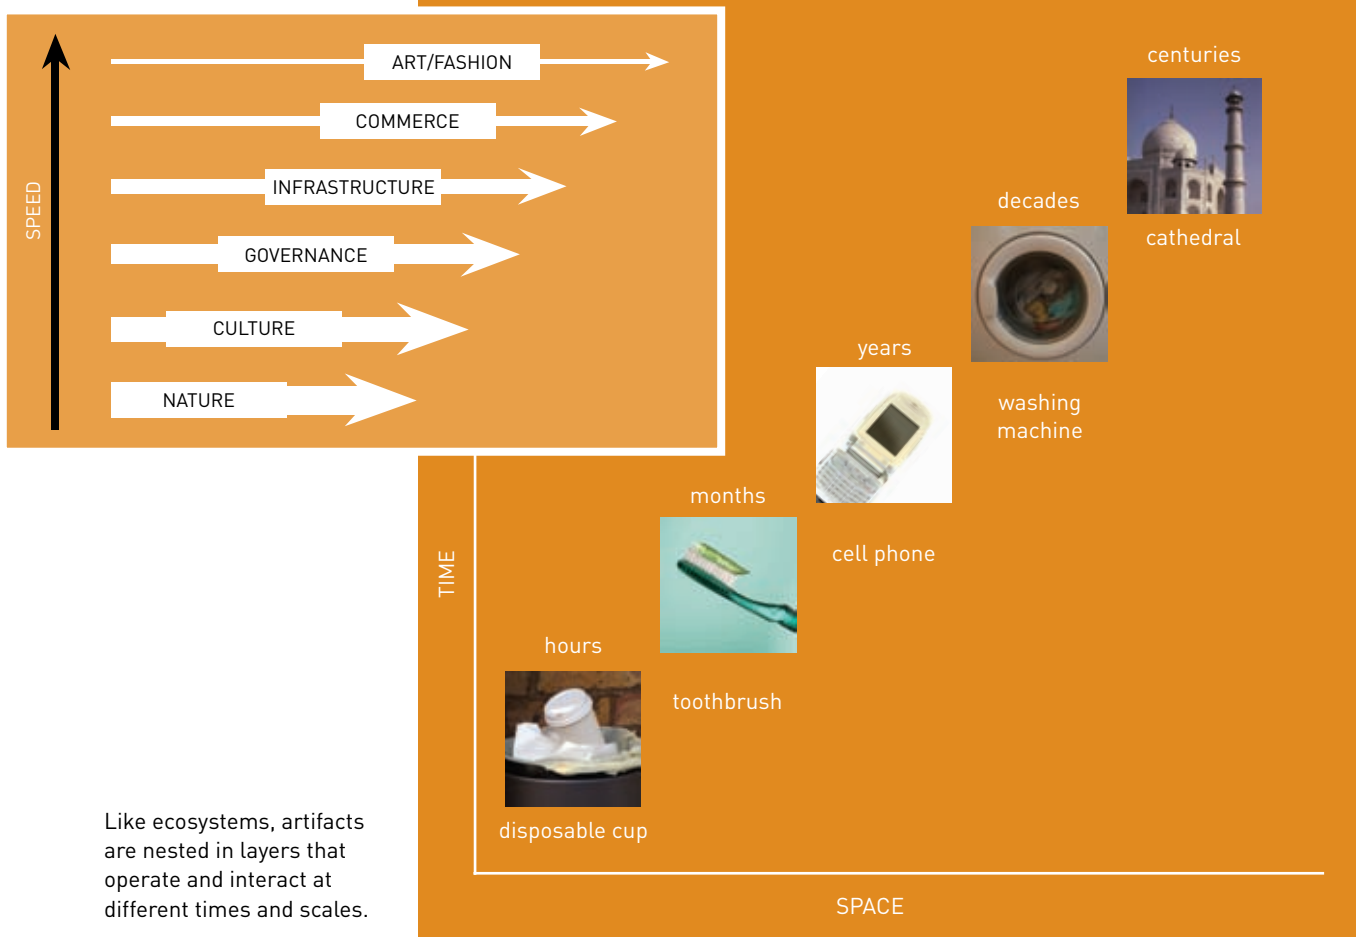 SPEED
ART/FASHION
COMMERCE
INFRASTRUCTURE
GOVERNANCE
CULTURE
NATURE
centuries
cathedral
decades
washing
machine
years
cell phone
months
toothbrush
hours
disposable cup
TIME
SPACE
Like ecosystems, artifacts
are nested in layers that
operate and interact at
different times and scales.